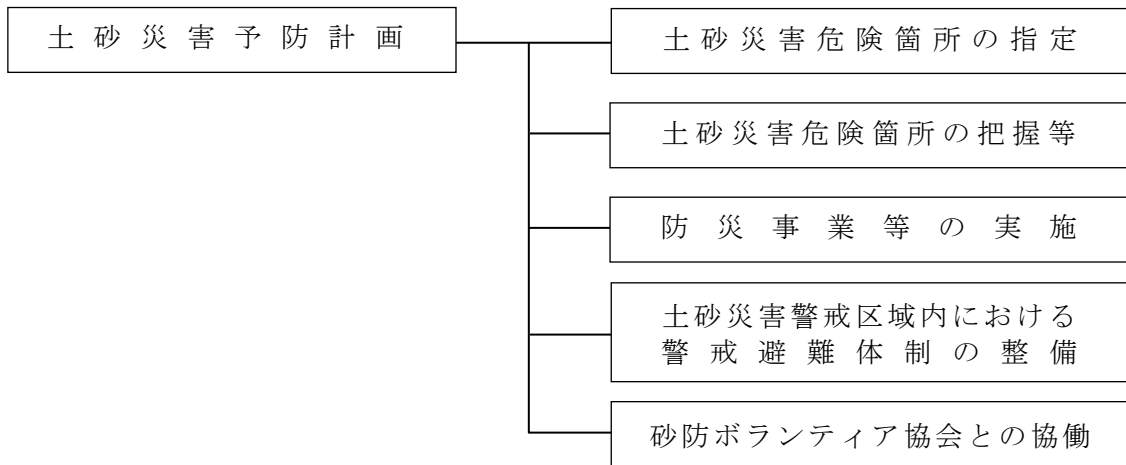 土砂災害予防計画
土砂災害危険箇所の指定
土砂災害危険箇所の把握等
防災事業等の実施
土砂災害警戒区域内における
警戒避難体制の整備
砂防ボランティア協会との協働